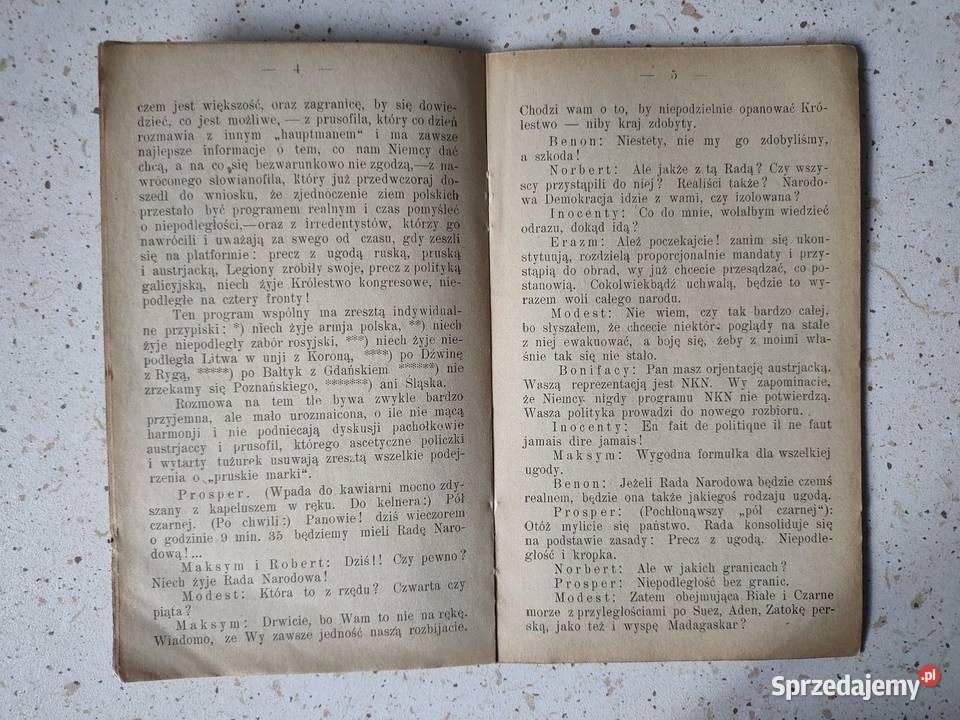 — 4 —
czem jest większość, oraz zagranicę, by się dowie-
dzieć, co jest możliwe, — z prusofila, który co dzień
rozmawia z innym „hauptmanem" i ma zawsze
najlepsze informacje o tem, co nam Niemcy dać
chcą, a na co się bezwarunkowo nie zgodzą,—z na-
wróconego słowianofila, który już przedwczoraj do-
szedł do wniosku, że zjednoczenie ziem polskich
przestało być programem realnym i czas pomyśleć
o niepodległości,—oraz z irredentystów, którzy go
nawrócili i uważają za swego od czasu, gdy zeszli
się na platformie: precz z ugodą ruską, pruską
i austrjacką, Legiony zrobiły swoje, precz z polityką
galicyjską, niech żyje Królestwo kongresowe, nie-
podległe na cztery fronty!
Ten program wspólny ma zresztą indywidual-
ne przypiski: *) niech żyje armja polska, **) niech
żyje niepodległy zabór rosyjski, ***) niech żyje nie-
podległa Litwa w unji z Koroną, ****) po Dźwinę
z Rygą, *****) po Bałtyk z Gdańskiem ******) nie
zrzekamy się Poznańskiego, *******) ani Śląska.
Rozmowa na tem tle bywa zwykle bardzo
przyjemna, ale mało urozmaicona, o ile nie mącą
harmonji i nie podniecają dyskusji pachołkowie
austrjaccy i prusofil, którego ascetyczne policzki
i wytarty tużurek usuwają zresztą wszelkie podej-
rzenia o „pruskie marki".
Prosper. (Wpada do kawiarni mocno zdy-
szany z kapeluszem w ręku. Do kelnera:) Pół
czarnej. (Po chwili:) Panowie! dziś wieczorem
o godzinie 9 min. 35 będziemy mieli Radę Naro-
dową!...
Maksym i Robert: Dziś!! Czy pewno?
Niech żyje Rada Narodowa!
Modest: Która to z rzędu? Czwarta czy
piąta?
Maksym: Drwicie, bo Wam to nie na rękę.
Wiadomo, ze Wy zawsze jedność naszą rozbijacie.
— 5 —
Chodzi wam o to, by niepodzielnie opanować Kró-
lestwo — niby kraj zdobyty.
Benon: Niestety, nie my go zdobyliśmy,
a szkoda!
Norbert: Ale jakże z tą Radą? Czy wszy-
scy przystąpili do niej? Realiści także? Narodo-
wa Demokracja idzie z wami, czy izolowana?
Inocenty: Co do mnie, wolałbym wiedzieć
odrazu, dokąd idą?
Erazm: Ależ poczekajcie! zanim się ukon-
stytuują, rozdzielą proporcjonalnie mandaty i przy-
stąpią do obrad, wy już chcecie przesądzać, co po-
stanowią. Cokolwiekbądź uchwalą, będzie to wy-
razem woli całego narodu.
Modest: Nie wiem, czy tak bardzo całej,
bo słyszałem, że chcecie niektóre poglądy na stałe
z niej ewakuować, a boję się, żeby z moimi wła-
śnie tak się nie stało.
Bonifacy: Pan masz orjentację austrjacką.
Waszą reprezentacją jest NKN. Wy zapominacie,
że Niemcy nigdy programu NKN nie potwierdzą.
Wasza polityka prowadzi do nowego rozbioru.
Inocenty: En fait de politique il ne faut
jamais dire jamais!
Maksym: Wygodna formułka dla wszelkiej
ugody.
Benon: Jeżeli Rada Narodowa będzie czemś
realnem, będzie ona także jakiegoś rodzaju ugodą.
Prosper: (Pochłonąwszy „pół czarnej"):
Otóż mylicie się państwo. Rada konsoliduje się
na podstawie zasady: Precz z ugodą. Niepodle-
głość i kropka.
Norbert: Ale w jakich granicach?
Prosper: Niepodległość bez granic.
Modest: Zatem obejmująca Białe i Czarne
morze z przyległościami po Suez, Aden, Zatokę per-
ską, jako też i wyspę Madagaskar?
Sprzedajemy.pl